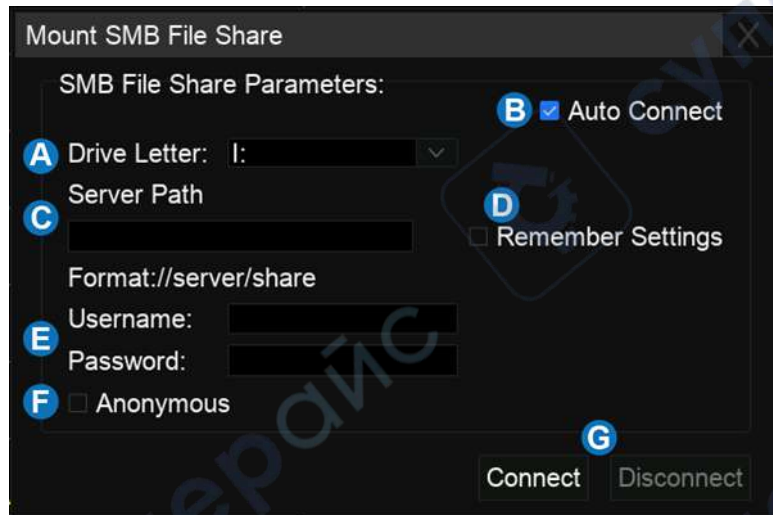 Mount SMB File Share
X
SMB File Share Parameters:
B Auto Connect
A Drive Letter: I:
Server Path
C
D
Remember Settings
Format://server/share
Username:
E
Password:
F Anonymous
G
Connect Disconnect